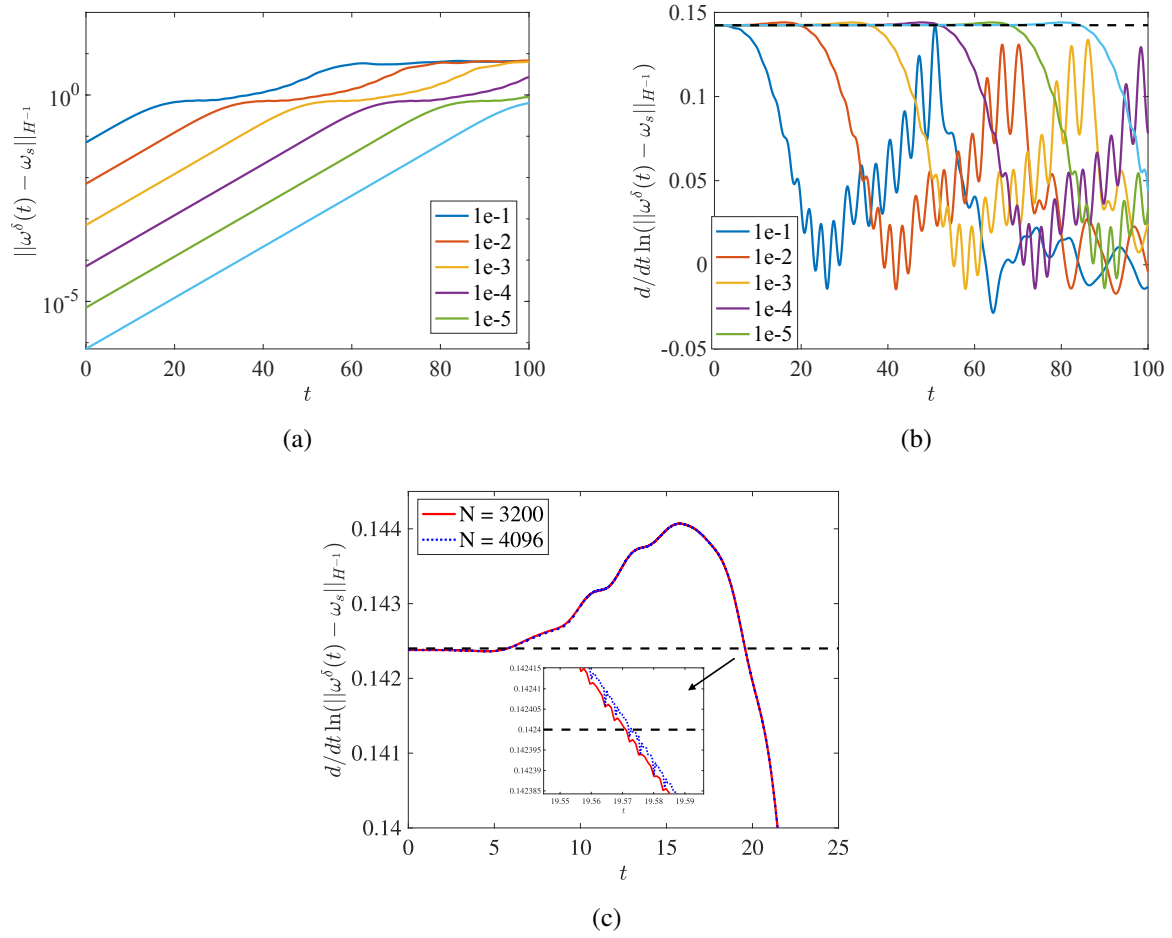 10^0
10^{-5}
||ω^δ(t) − ω_s||_{H^{-1}}
1e-1
1e-2
1e-3
1e-4
1e-5
0 20 40 60 80 100
t
(a)
0.15
0.1
0.05
0
-0.05
d/dt ln(||ω^δ(t) − ω_s||_{H^{-1}})
1e-1
1e-2
1e-3
1e-4
1e-5
0 20 40 60 80 100
t
(b)
N = 3200
N = 4096
0.144
0.143
0.142
0.141
0.14
d/dt ln(||ω^δ(t) − ω_s||_{H^{-1}})
0.142415
0.14241
0.142405
0.1424
0.142395
0.14239
0.142385
19.55 19.56 19.57 19.58 19.59
t
0 5 10 15 20 25
t
(c)